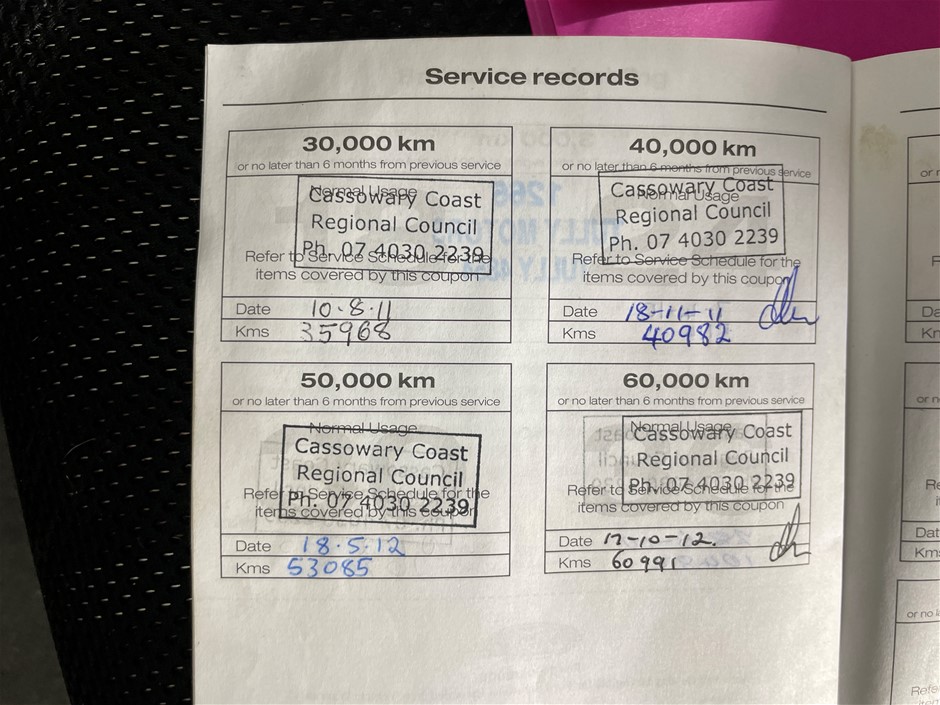 Service records
30,000 km
or no later than 6 months from previous service
Normal Usage
Cassowary Coast
Regional Council
Ph. 07 4030 2239
Refer to Service Schedule for the
items covered by this coupon
Date 10.8.11
Kms 35968
40,000 km
or no later than 6 months from previous service
Normal Usage
Cassowary Coast
Regional Council
Ph. 07 4030 2239
Refer to Service Schedule for the
items covered by this coupon
Date 18-11-11
Kms 40982
50,000 km
or no later than 6 months from previous service
Normal Usage
Cassowary Coast
Regional Council
Ph. 07 4030 2239
Refer to Service Schedule for the
items covered by this coupon
Date 18.5.12
Kms 53085
60,000 km
or no later than 6 months from previous service
Normal Usage
Cassowary Coast
Regional Council
Ph. 07 4030 2239
Refer to Service Schedule for the
items covered by this coupon
Date 17-10-12.
Kms 60991